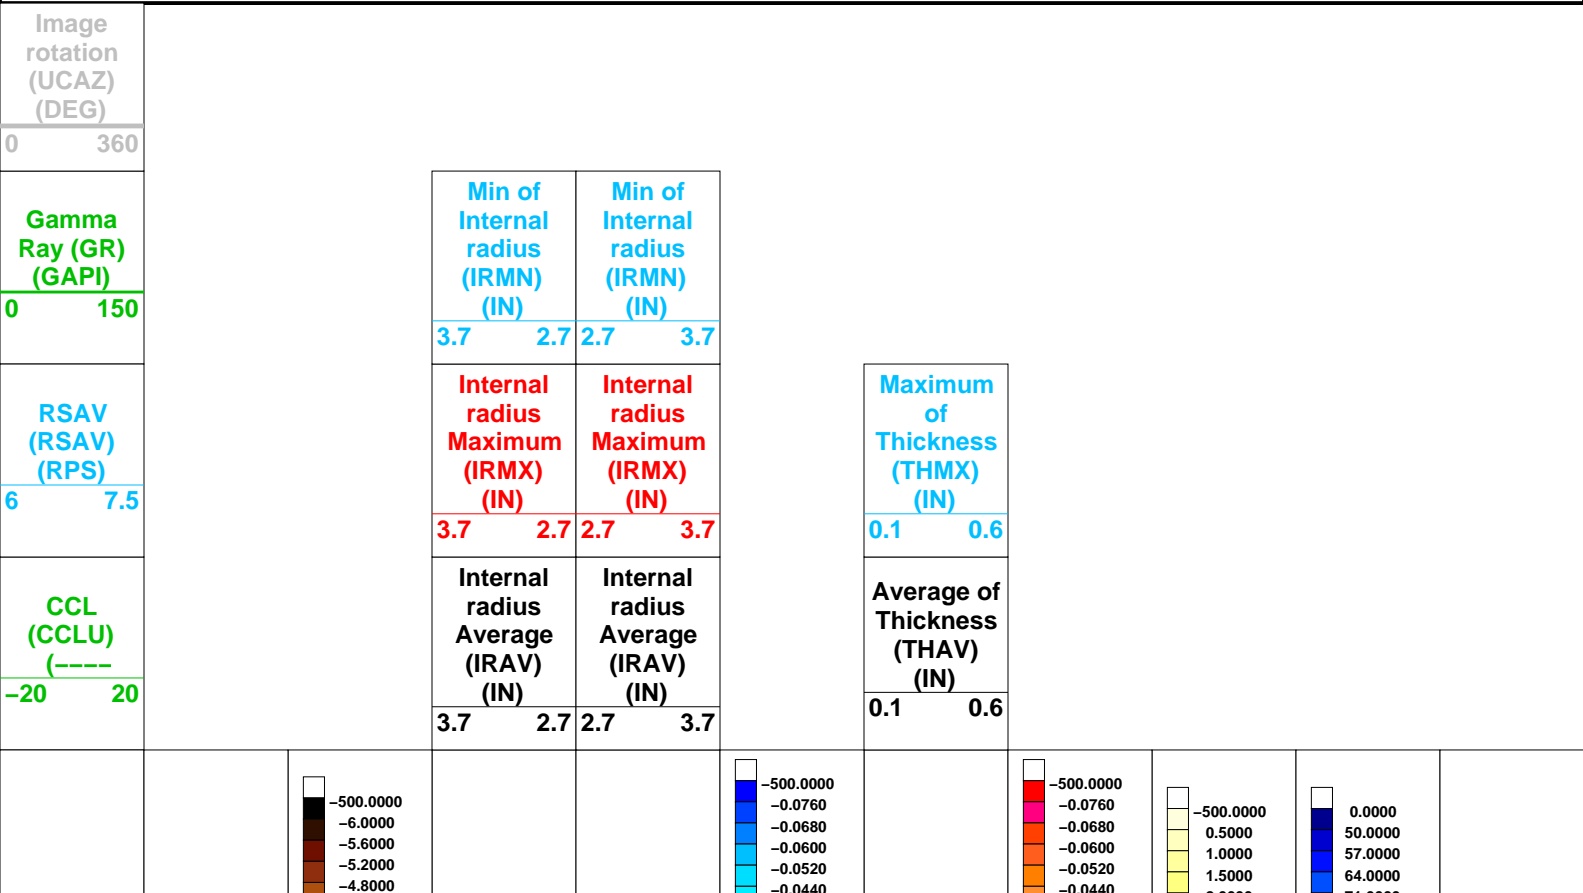 Image
rotation
(UCAZ)
(DEG)
0 360
Gamma
Ray (GR)
(GAPI)
0 150
Min of
Internal
radius
(IRMN)
(IN)
3.7 2.7
Min of
Internal
radius
(IRMN)
(IN)
2.7 3.7
RSAV
(RSAV)
(RPS)
6 7.5
Internal
radius
Maximum
(IRMX)
(IN)
3.7 2.7
Internal
radius
Maximum
(IRMX)
(IN)
2.7 3.7
Maximum
of
Thickness
(THMX)
(IN)
0.1 0.6
CCL
(CCLU)
(----
-20 20
Internal
radius
Average
(IRAV)
(IN)
3.7 2.7
Internal
radius
Average
(IRAV)
(IN)
2.7 3.7
Average of
Thickness
(THAV)
(IN)
0.1 0.6
-500.0000
-6.0000
-5.6000
-5.2000
-4.8000
-500.0000
-0.0760
-0.0680
-0.0600
-0.0520
-0.0440
-500.0000
-0.0760
-0.0680
-0.0600
-0.0520
-0.0440
-500.0000
0.5000
1.0000
1.5000
0.0000
50.0000
57.0000
64.0000